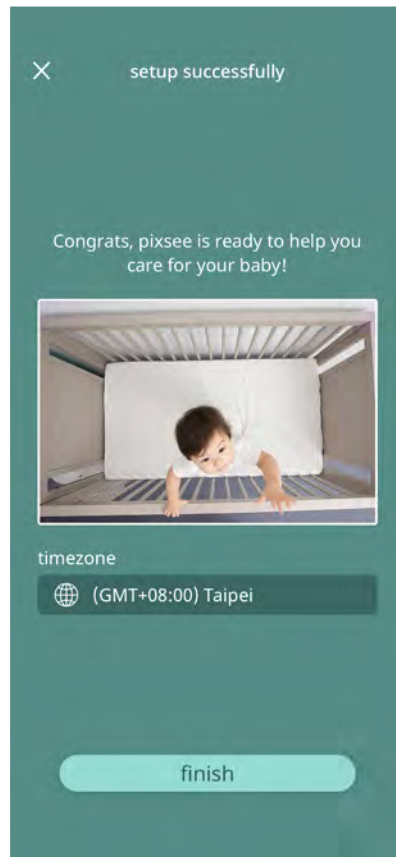 setup successfully
Congrats, pixsee is ready to help you
care for your baby!
timezone
(GMT+08:00) Taipei
finish